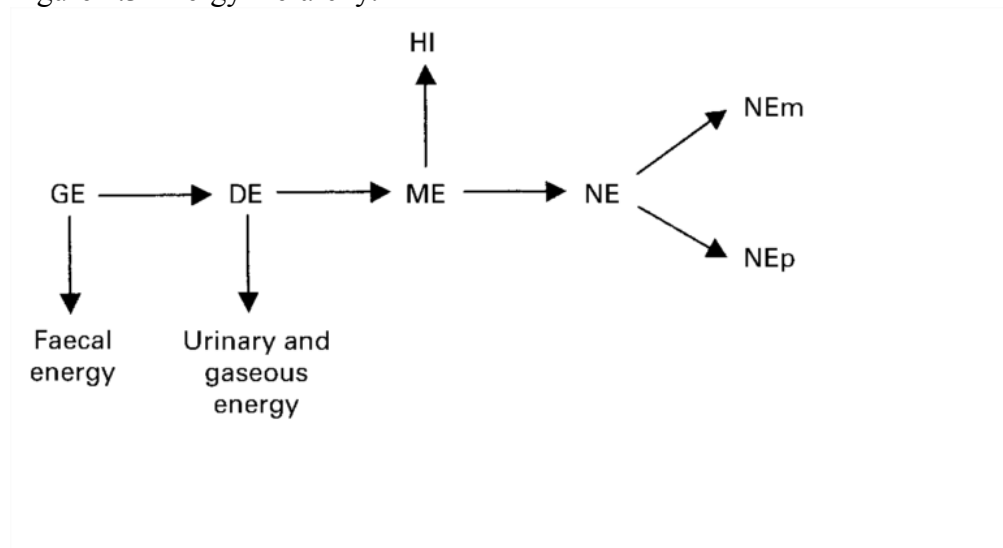 HI
NEm
GE
DE
ME
NE
NEp
Faecal
energy
Urinary and
gaseous
energy